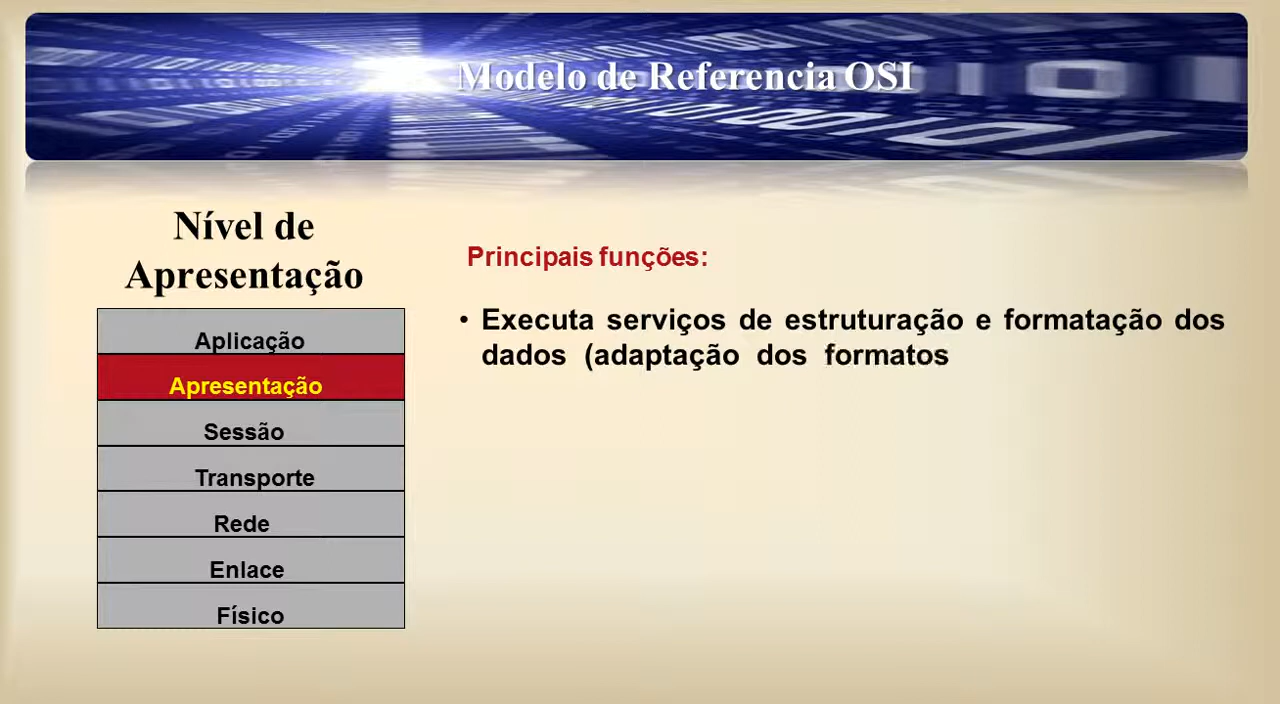 Modelo de Referencia OSI
Nível de
Apresentação
Aplicação
Apresentação
Sessão
Transporte
Rede
Enlace
Físico
Principais funções:
• Executa serviços de estruturação e formatação dos
dados (adaptação dos formatos